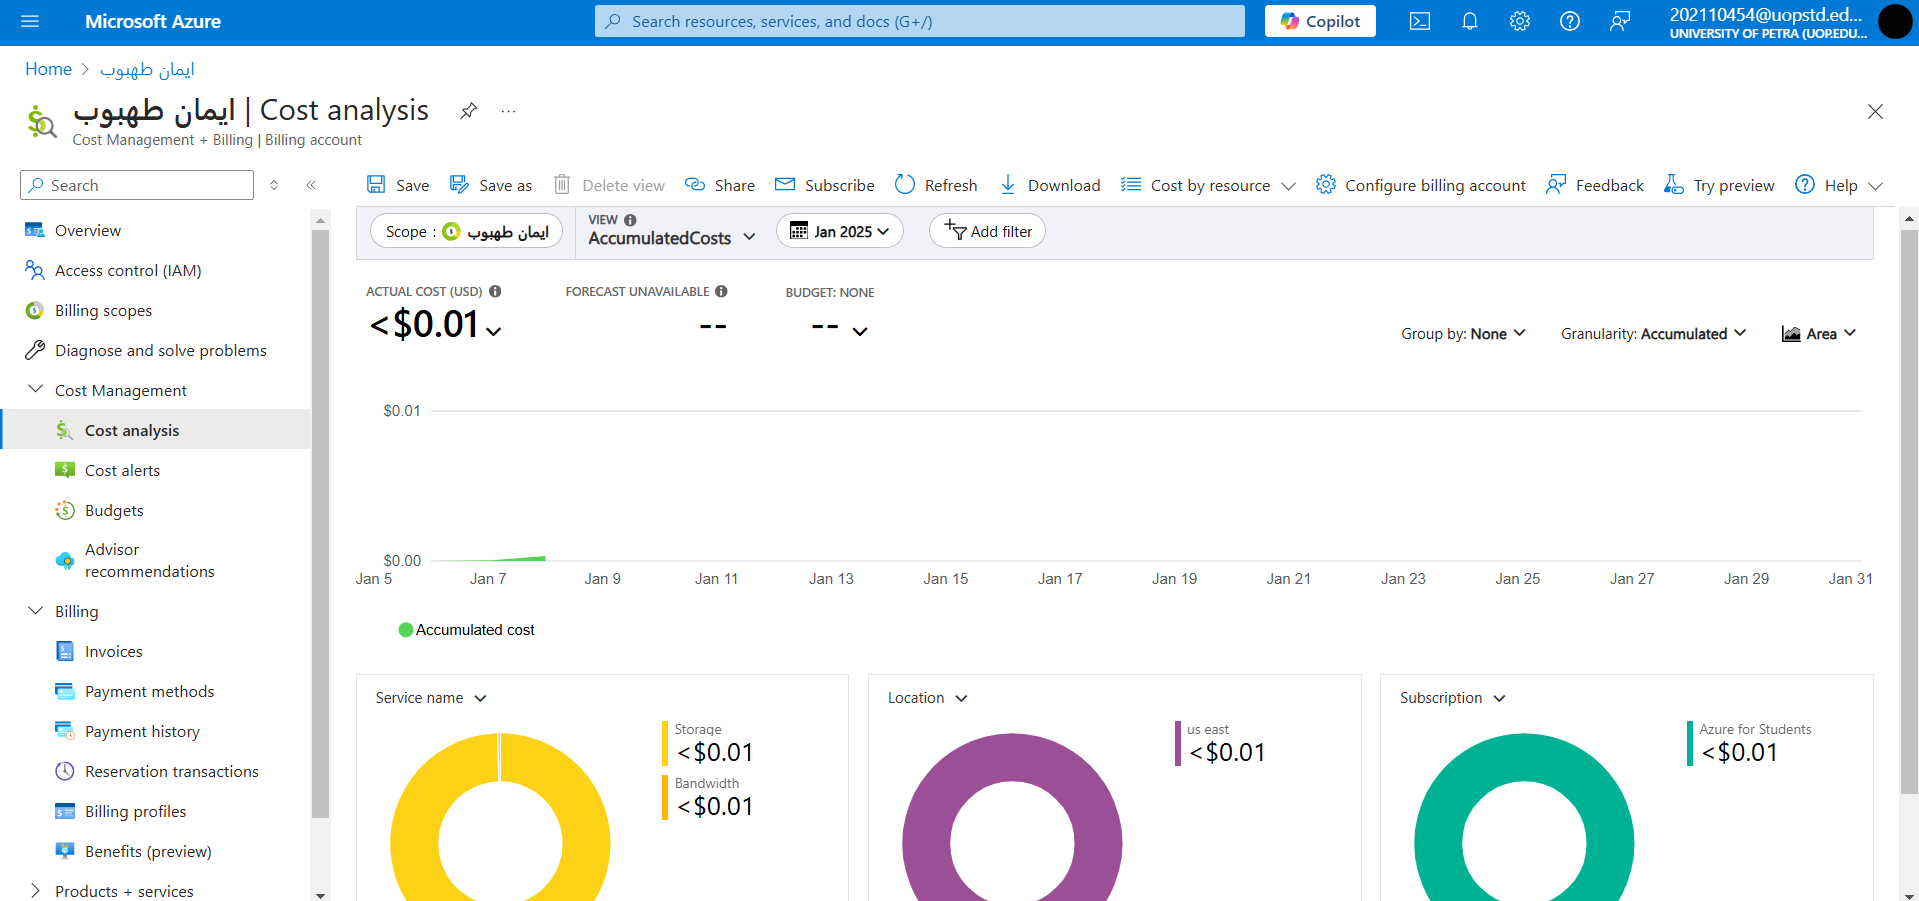 Microsoft Azure
Search resources, services, and docs (G+/)
Copilot
202110454@uopstd.ed...
UNIVERSITY OF PETRA (UOP.EDU...
Home > ايمان طهبوب
ايمان طهبوب | Cost analysis
Cost Management + Billing | Billing account
Search
Save
Save as
Delete view
Share
Subscribe
Refresh
Download
Cost by resource
Configure billing account
Feedback
Try preview
Help
Overview
Access control (IAM)
Billing scopes
Diagnose and solve problems
Cost Management
Cost analysis
Cost alerts
Budgets
Advisor
recommendations
Billing
Invoices
Payment methods
Payment history
Reservation transactions
Billing profiles
Benefits (preview)
Products + services
Scope : ايمان طهبوب
VIEW
AccumulatedCosts
Jan 2025
Add filter
ACTUAL COST (USD)
<$0.01
FORECAST UNAVAILABLE
--
BUDGET: NONE
--
Group by: None
Granularity: Accumulated
Area
$0.01
$0.00
Jan 5
Jan 7
Jan 9
Jan 11
Jan 13
Jan 15
Jan 17
Jan 19
Jan 21
Jan 23
Jan 25
Jan 27
Jan 29
Jan 31
Accumulated cost
Service name
Storage
<$0.01
Bandwidth
<$0.01
Location
us east
<$0.01
Subscription
Azure for Students
<$0.01